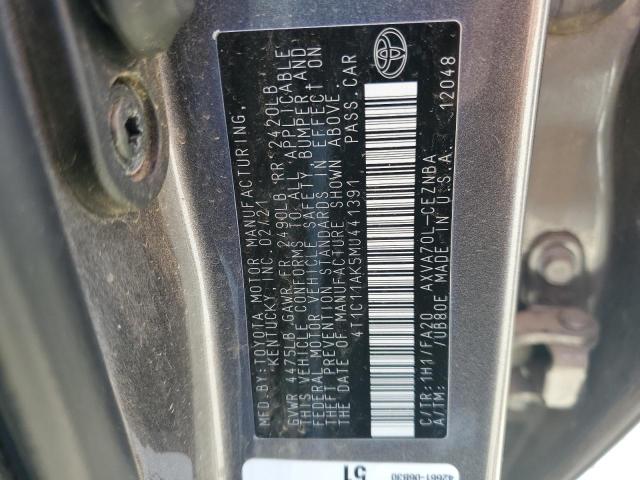 MFD.BY:TOYOTA MOTOR MANUFACTURING,
KENTUCKY, INC. 02/21
GVWR 4475LB GAWR FR 2490LB RR 2420LB
THIS VEHICLE CONFORMS TO ALL APPLICABLE
FEDERAL MOTOR VEHICLE SAFETY, BUMPER, AND
THEFT PREVENTION STANDARDS IN EFFECT ON
THE DATE OF MANUFACTURE SHOWN ABOVE.
4T1C11AK5MU441391 PASS. CAR
C/TR:1H1/FA20 AXVA70L-CEZNBA
A/TM: /UB80E MADE IN U.S.A. 12048
51
42661-06B30